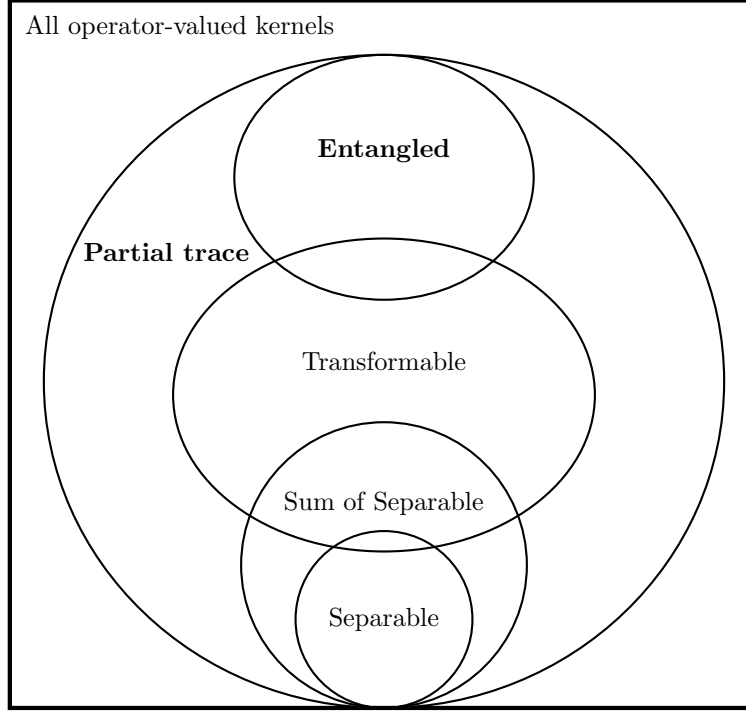 All operator-valued kernels
Entangled
Partial trace
Transformable
Sum of Separable
Separable